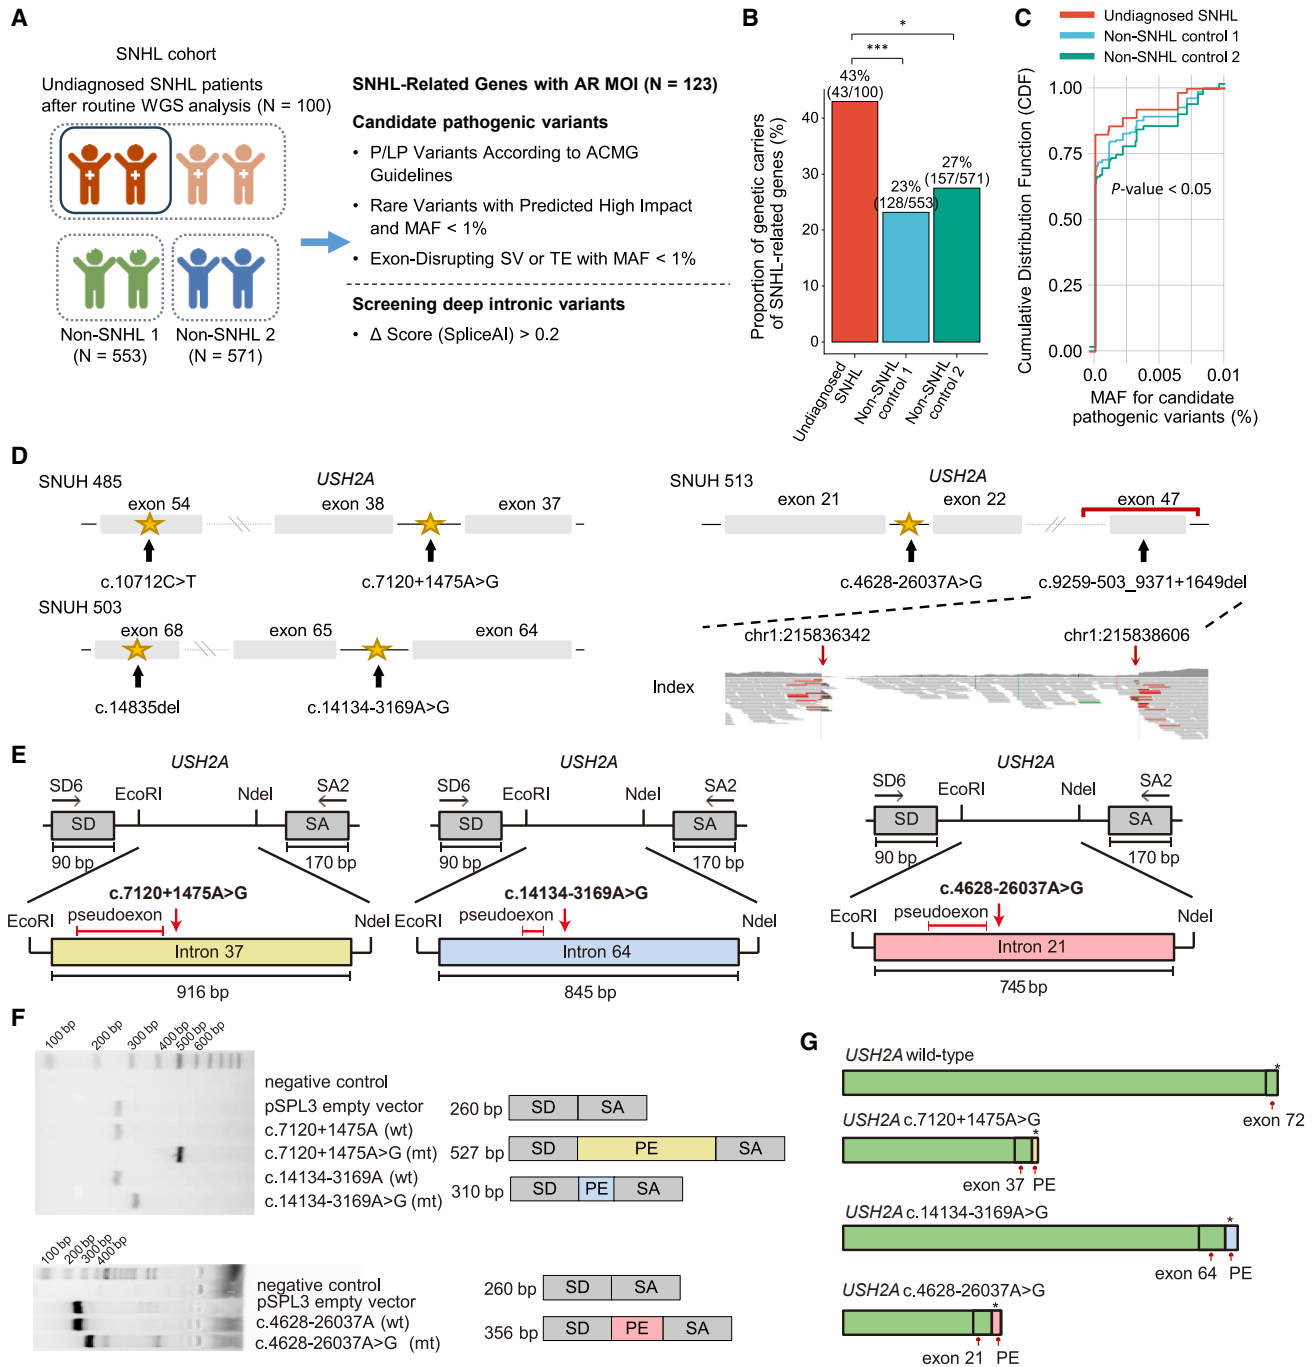 A
SNHL cohort
Undiagnosed SNHL patients
after routine WGS analysis (N = 100)
Non-SNHL 1
(N = 553)
Non-SNHL 2
(N = 571)
SNHL-Related Genes with AR MOI (N = 123)
Candidate pathogenic variants
• P/LP Variants According to ACMG
Guidelines
• Rare Variants with Predicted High Impact
and MAF < 1%
• Exon-Disrupting SV or TE with MAF < 1%
Screening deep intronic variants
• Δ Score (SpliceAI) > 0.2
B
*
***
43%
(43/100)
23%
(128/553)
27%
(157/571)
Proportion of genetic carriers
of SNHL-related genes (%)
40
30
20
10
0
Undiagnosed
SNHL
Non-SNHL
control 1
Non-SNHL
control 2
C
Undiagnosed SNHL
Non-SNHL control 1
Non-SNHL control 2
Cumulative Distribution Function (CDF)
1.00
0.75
0.50
0.25
0.00
P-value < 0.05
0.0
0.005
0.01
MAF for candidate
pathogenic variants (%)
D
SNUH 485
USH2A
exon 54
exon 38
exon 37
c.10712C>T
c.7120+1475A>G
SNUH 503
exon 68
exon 65
exon 64
c.14835del
c.14134-3169A>G
SNUH 513
USH2A
exon 21
exon 22
exon 47
c.4628-26037A>G
c.9259-503_9371+1649del
chr1:215836342
chr1:215838606
Index
E
USH2A
SD6
EcoRI
NdeI
SA2
SD
SA
90 bp
170 bp
c.7120+1475A>G
EcoRI
pseudoexon
NdeI
Intron 37
916 bp
USH2A
SD6
EcoRI
NdeI
SA2
SD
SA
90 bp
170 bp
c.14134-3169A>G
EcoRI
pseudoexon
NdeI
Intron 64
845 bp
USH2A
SD6
EcoRI
NdeI
SA2
SD
SA
90 bp
170 bp
c.4628-26037A>G
EcoRI
pseudoexon
NdeI
Intron 21
745 bp
F
100 bp
200 bp
300 bp
400 bp
500 bp
600 bp
negative control
pSPL3 empty vector
c.7120+1475A (wt)
c.7120+1475A>G (mt)
c.14134-3169A (wt)
c.14134-3169A>G (mt)
260 bp
SD
SA
527 bp
SD
PE
SA
310 bp
SD
PE
SA
100 bp
200 bp
300 bp
400 bp
negative control
pSPL3 empty vector
c.4628-26037A (wt)
c.4628-26037A>G (mt)
260 bp
SD
SA
356 bp
SD
PE
SA
G
USH2A wild-type
*
exon 72
USH2A c.7120+1475A>G
*
exon 37
PE
USH2A c.14134-3169A>G
*
exon 64
PE
USH2A c.4628-26037A>G
*
exon 21
PE